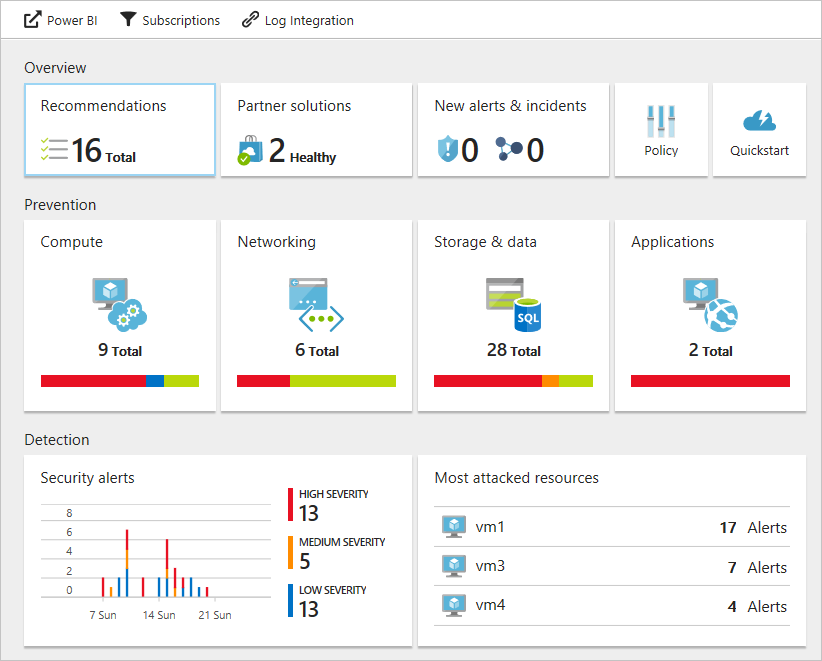 Power BI Subscriptions Log Integration
Overview
Recommendations
16 Total
Partner solutions
2 Healthy
New alerts & incidents
0 0
Policy
Quickstart
Prevention
Compute
9 Total
Networking
6 Total
Storage & data
SQL
28 Total
Applications
2 Total
Detection
Security alerts
8
6
4
2
0
7 Sun 14 Sun 21 Sun
HIGH SEVERITY
13
MEDIUM SEVERITY
5
LOW SEVERITY
13
Most attacked resources
vm1 17 Alerts
vm3 7 Alerts
vm4 4 Alerts